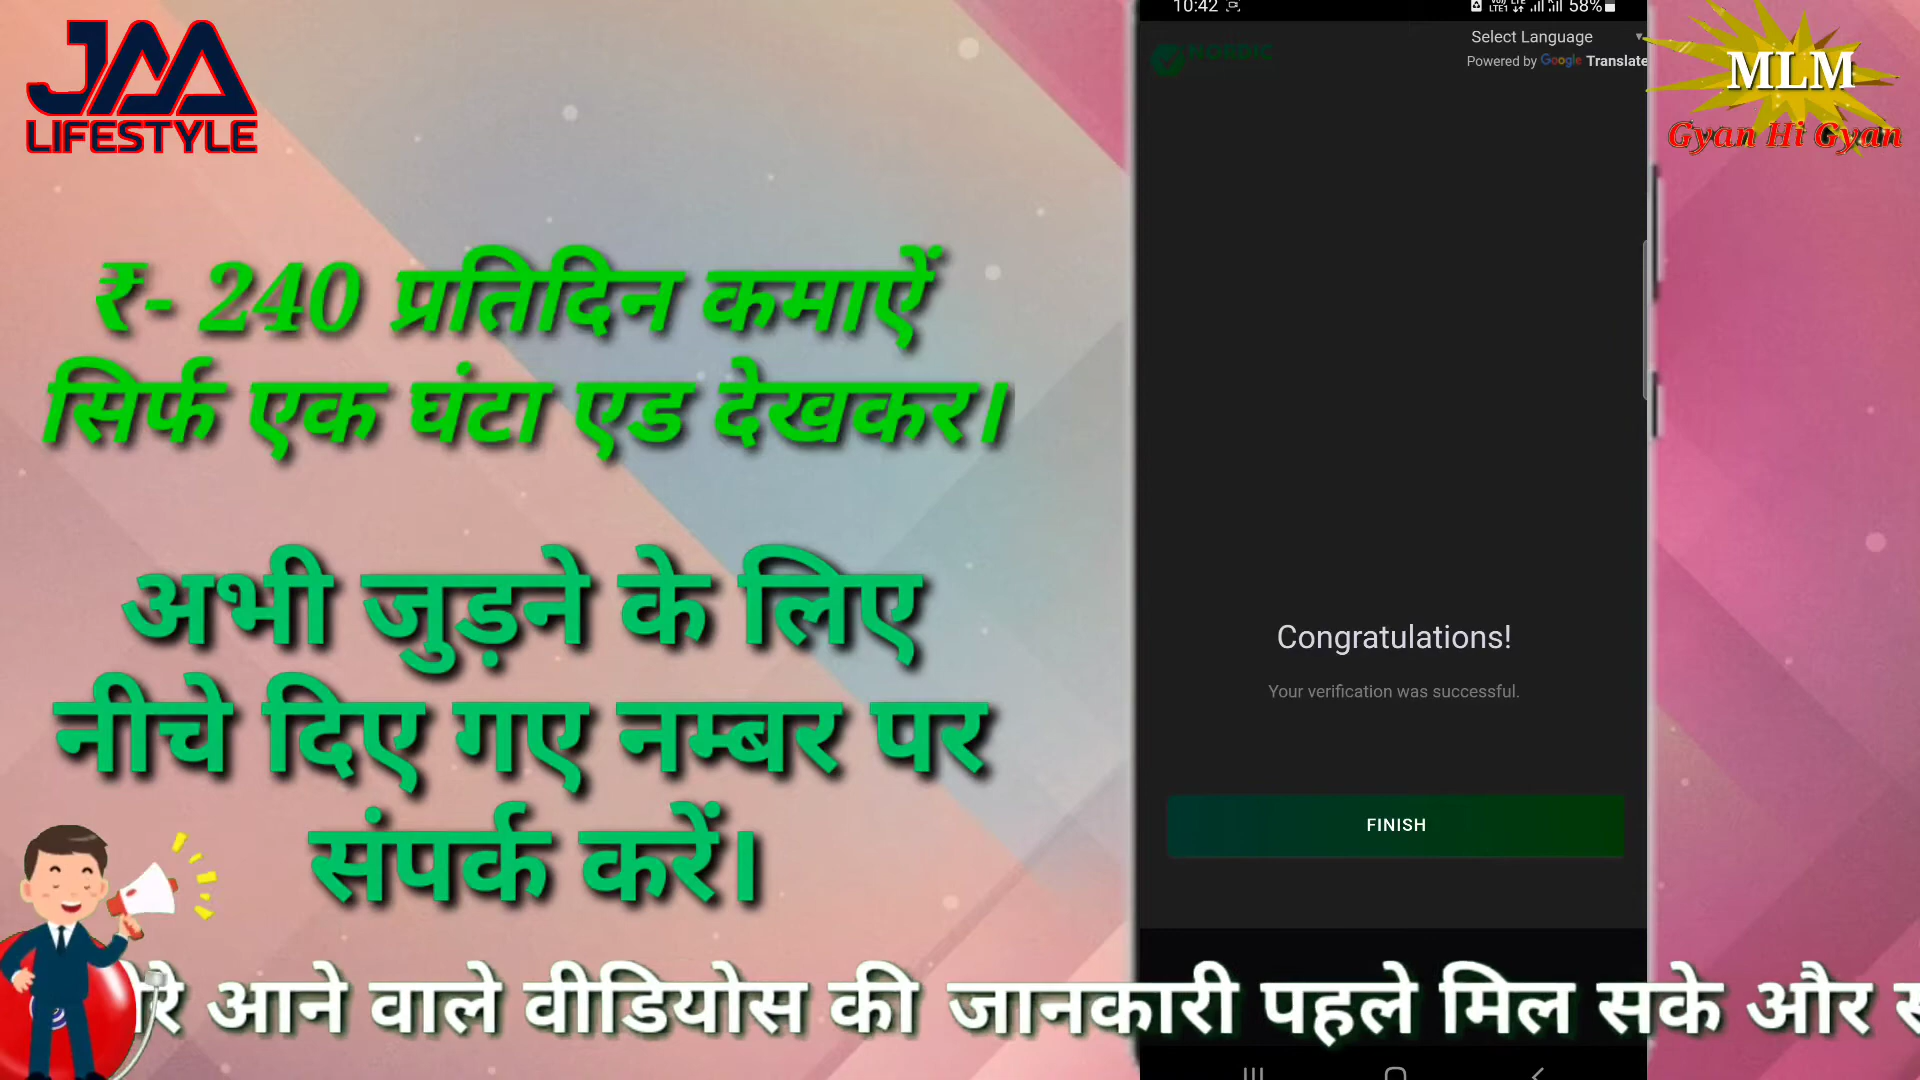 JAA
LIFESTYLE
₹- 240 प्रतिदिन कमाऐं
सिर्फ एक घंटा एड देखकर।
अभी जुड़ने के लिए
नीचे दिए गए नम्बर पर
संपर्क करें।
10:42
58%
Select Language
Powered by Google Translate
Congratulations!
Your verification was successful.
FINISH
MLM
Gyan Hi Gyan
आने वाले वीडियोस की जानकारी पहले मिल सके और